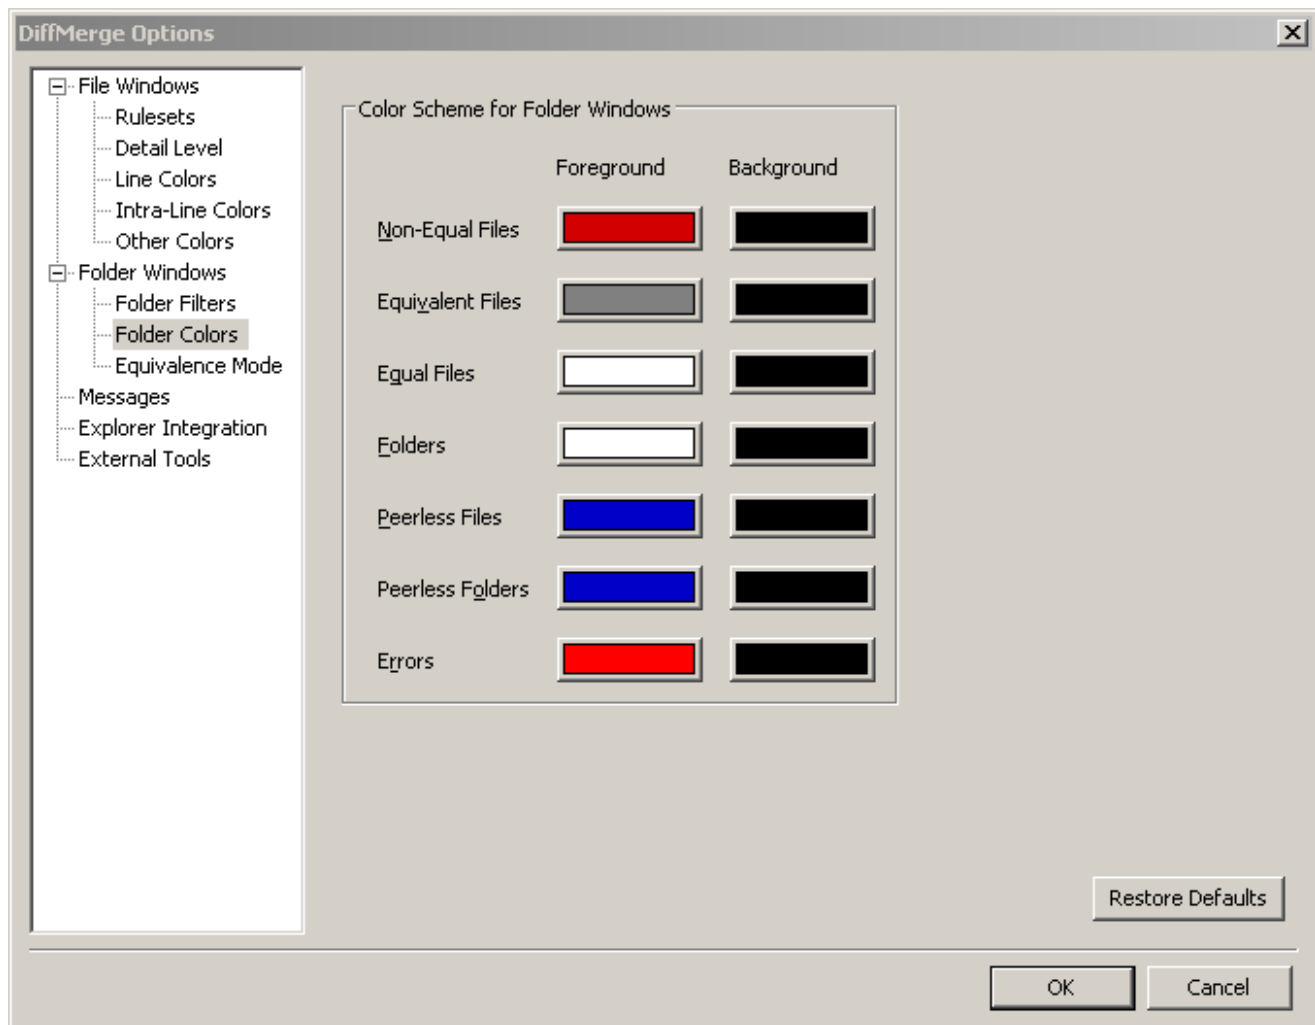 DiffMerge Options
File Windows
Rulesets
Detail Level
Line Colors
Intra-Line Colors
Other Colors
Folder Windows
Folder Filters
Folder Colors
Equivalence Mode
Messages
Explorer Integration
External Tools
Color Scheme for Folder Windows
Foreground Background
Non-Equal Files
Equivalent Files
Equal Files
Folders
Peerless Files
Peerless Folders
Errors
Restore Defaults
OK Cancel